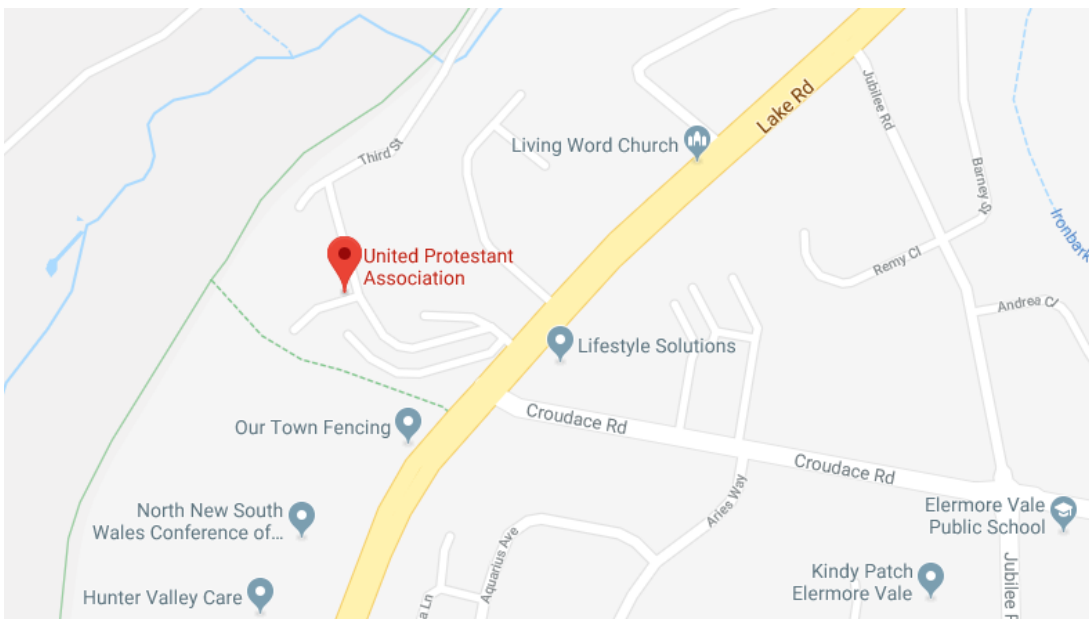 Lake Rd
Jubilee Rd
Living Word Church
Third St
Barney St
Ironbark
United Protestant
Association
Remy Cl
Andrea Cl
Lifestyle Solutions
Croudace Rd
Our Town Fencing
Croudace Rd
Aries Way
Elermore Vale
Public School
North New South
Wales Conference of...
Aquarius Ave
Kindy Patch
Elermore Vale
Jubilee R
Hunter Valley Care
a Ln